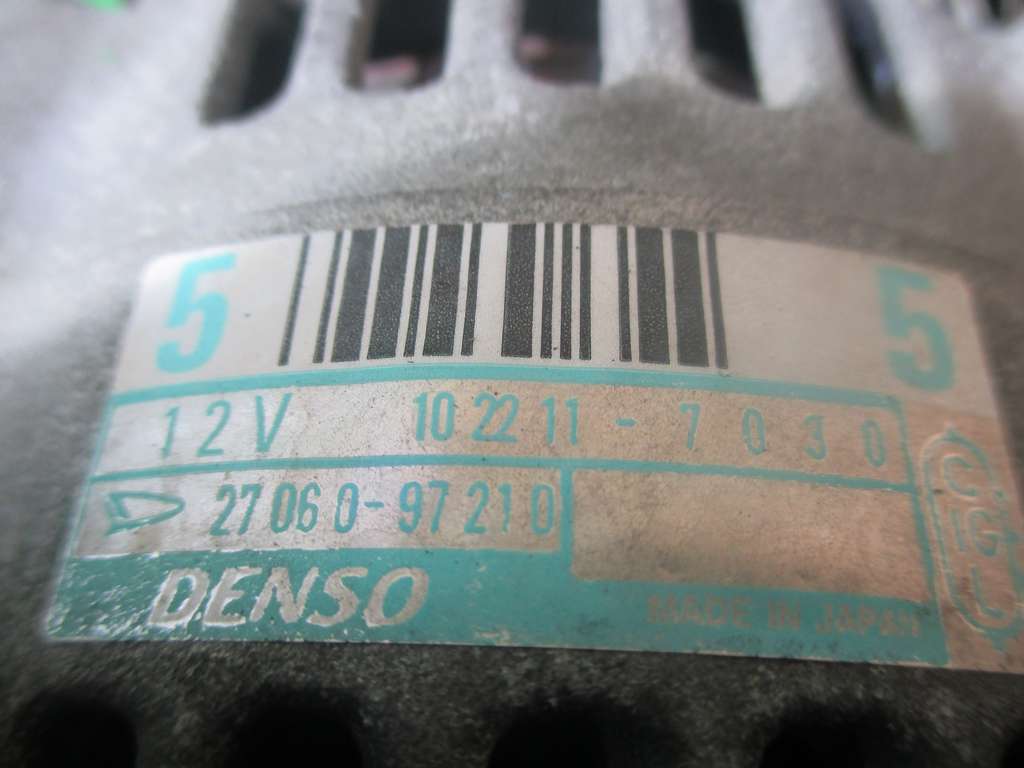 5 5
12V 102211-7030
27060-97210
DENSO
MADE IN JAPAN
C
IG
L